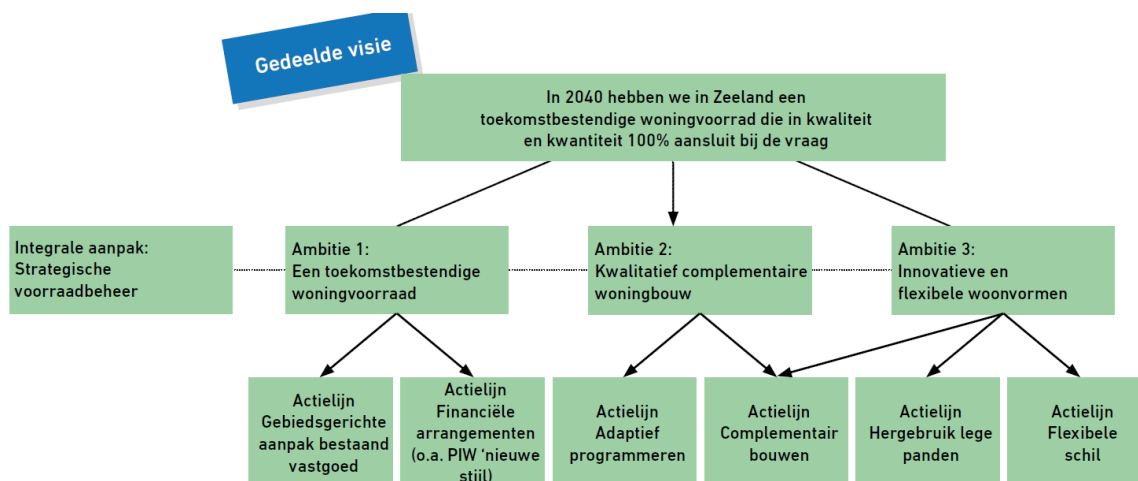 Gedeelde visie
In 2040 hebben we in Zeeland een
toekomstbestendige woningvoorraad die in kwaliteit
en kwantiteit 100% aansluit bij de vraag
Integrale aanpak:
Strategische
voorraadbeheer
Ambitie 1:
Een toekomstbestendige
woningvoorraad
Ambitie 2:
Kwalitatief complementaire
woningbouw
Ambitie 3:
Innovatieve en
flexibele woonvormen
Actielijn
Gebiedsgerichte
aanpak bestaand
vastgoed
Actielijn
Financiële
arrangementen
(o.a. PIW ‘nieuwe
stijl)
Actielijn
Adaptief
programmeren
Actielijn
Complementair
bouwen
Actielijn
Hergebruik lege
panden
Actielijn
Flexibele
schil